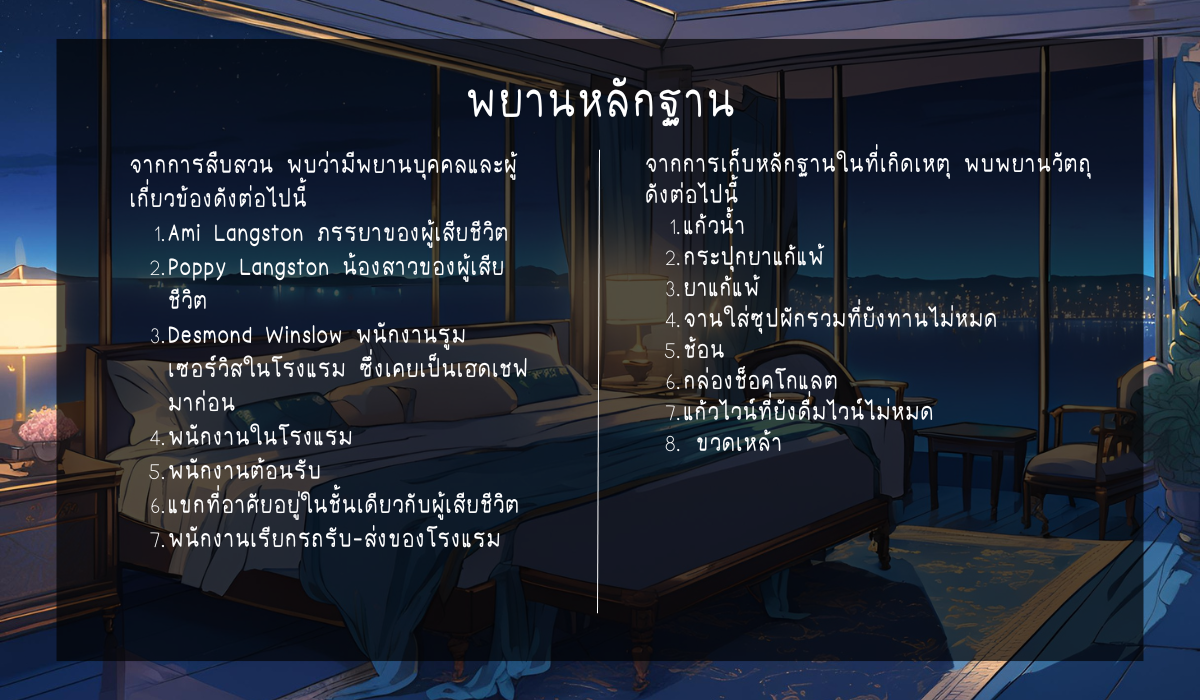 พยานหลักฐาน
จากการสืบสวน พบว่ามีพยานบุคคลและผู้
เกี่ยวข้องดังต่อไปนี้
1. Ami Langston ภรรยาของผู้เสียชีวิต
2. Poppy Langston น้องสาวของผู้เสีย
ชีวิต
3. Desmond Winslow พนักงานรูม
เซอร์วิสในโรงแรม ซึ่งเคยเป็นเฮดเชฟ
มาก่อน
4. พนักงานในโรงแรม
5. พนักงานต้อนรับ
6. แขกที่อาศัยอยู่ในชั้นเดียวกับผู้เสียชีวิต
7. พนักงานเรียกรถรับ-ส่งของโรงแรม
จากการเก็บหลักฐานในที่เกิดเหตุ พบพยานวัตถุ
ดังต่อไปนี้
1. แก้วน้ำ
2. กระปุกยาแก้แพ้
3. ยาแก้แพ้
4. จานใส่ซุปผักรวมที่ยังทานไม่หมด
5. ช้อน
6. กล่องช็อคโกแลต
7. แก้วไวน์ที่ยังดื่มไวน์ไม่หมด
8. ขวดเหล้า